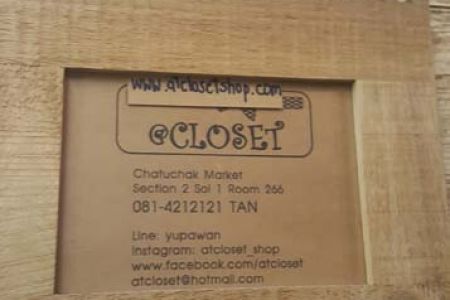 www.atclosetshop.com
@CLOSET
Chatuchak Market
Section 2 Soi 1 Room 266
081-4212121 TAN
Line: yupawan
Instagram: atcloset_shop
www.facebook.com/atcloset
atcloset@hotmail.com